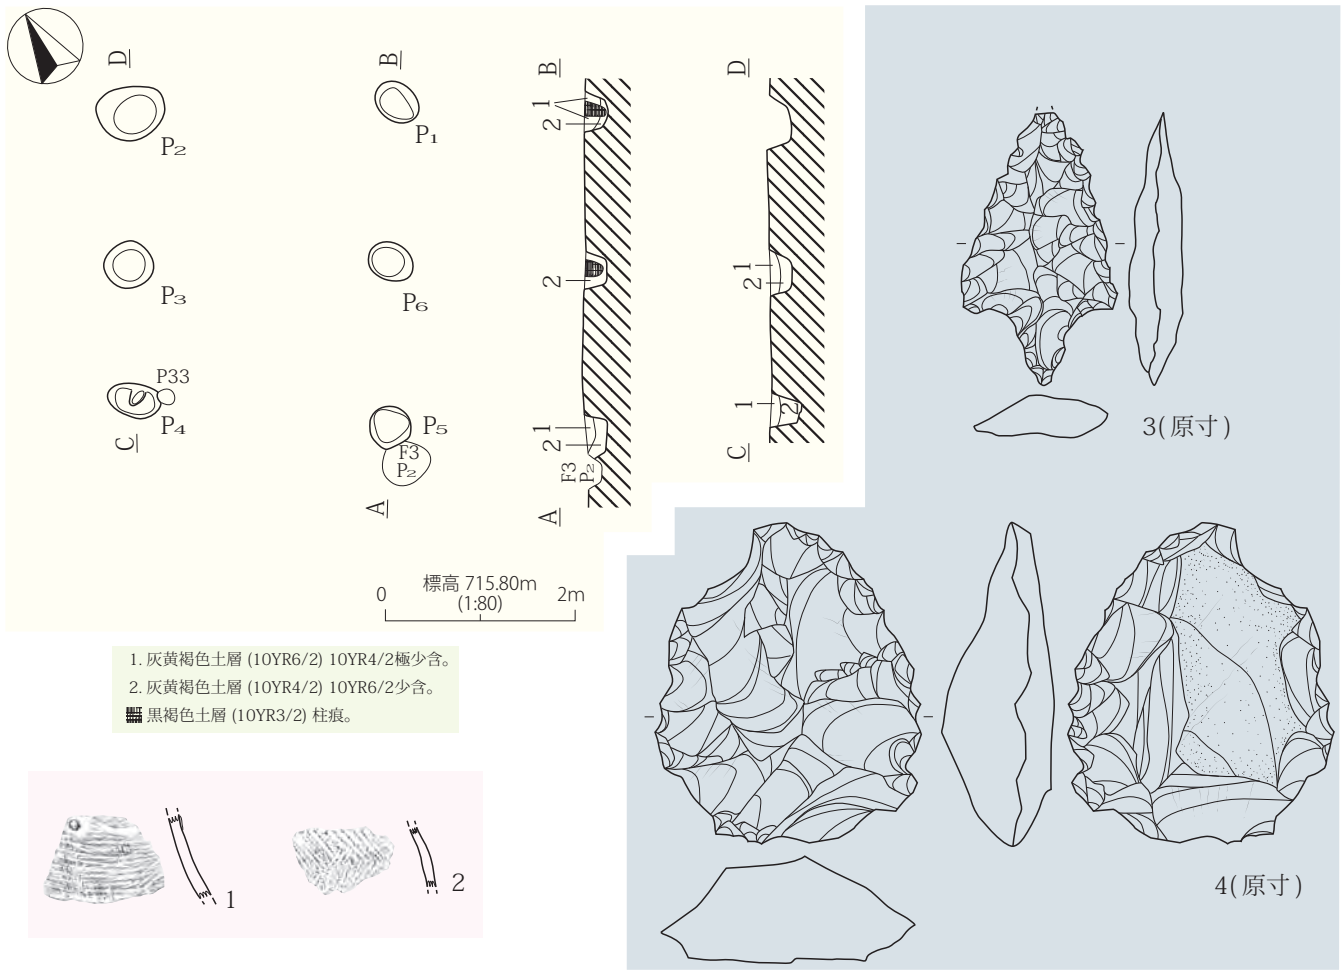 D
B
P2
P1
P3
P6
P33
P4
C
P5
F3
P2
A
B
1
2
2
1
2
F3
P2
A
D
1
2
1
2
C
標高 715.80m
(1:80)
0
2m
1. 灰黄褐色土層 (10YR6/2) 10YR4/2極少含。
2. 灰黄褐色土層 (10YR4/2) 10YR6/2少含。
黒褐色土層 (10YR3/2) 柱痕。
1
2
3(原寸)
4(原寸)